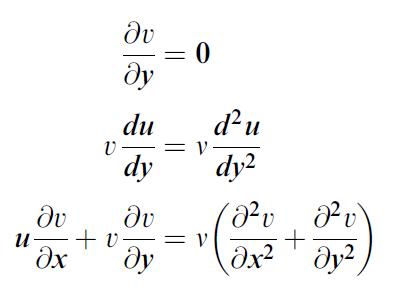 ∂v/∂y = 0
v du/dy = ν d²u/dy²
u ∂v/∂x + v ∂v/∂y = ν(∂²v/∂x² + ∂²v/∂y²)